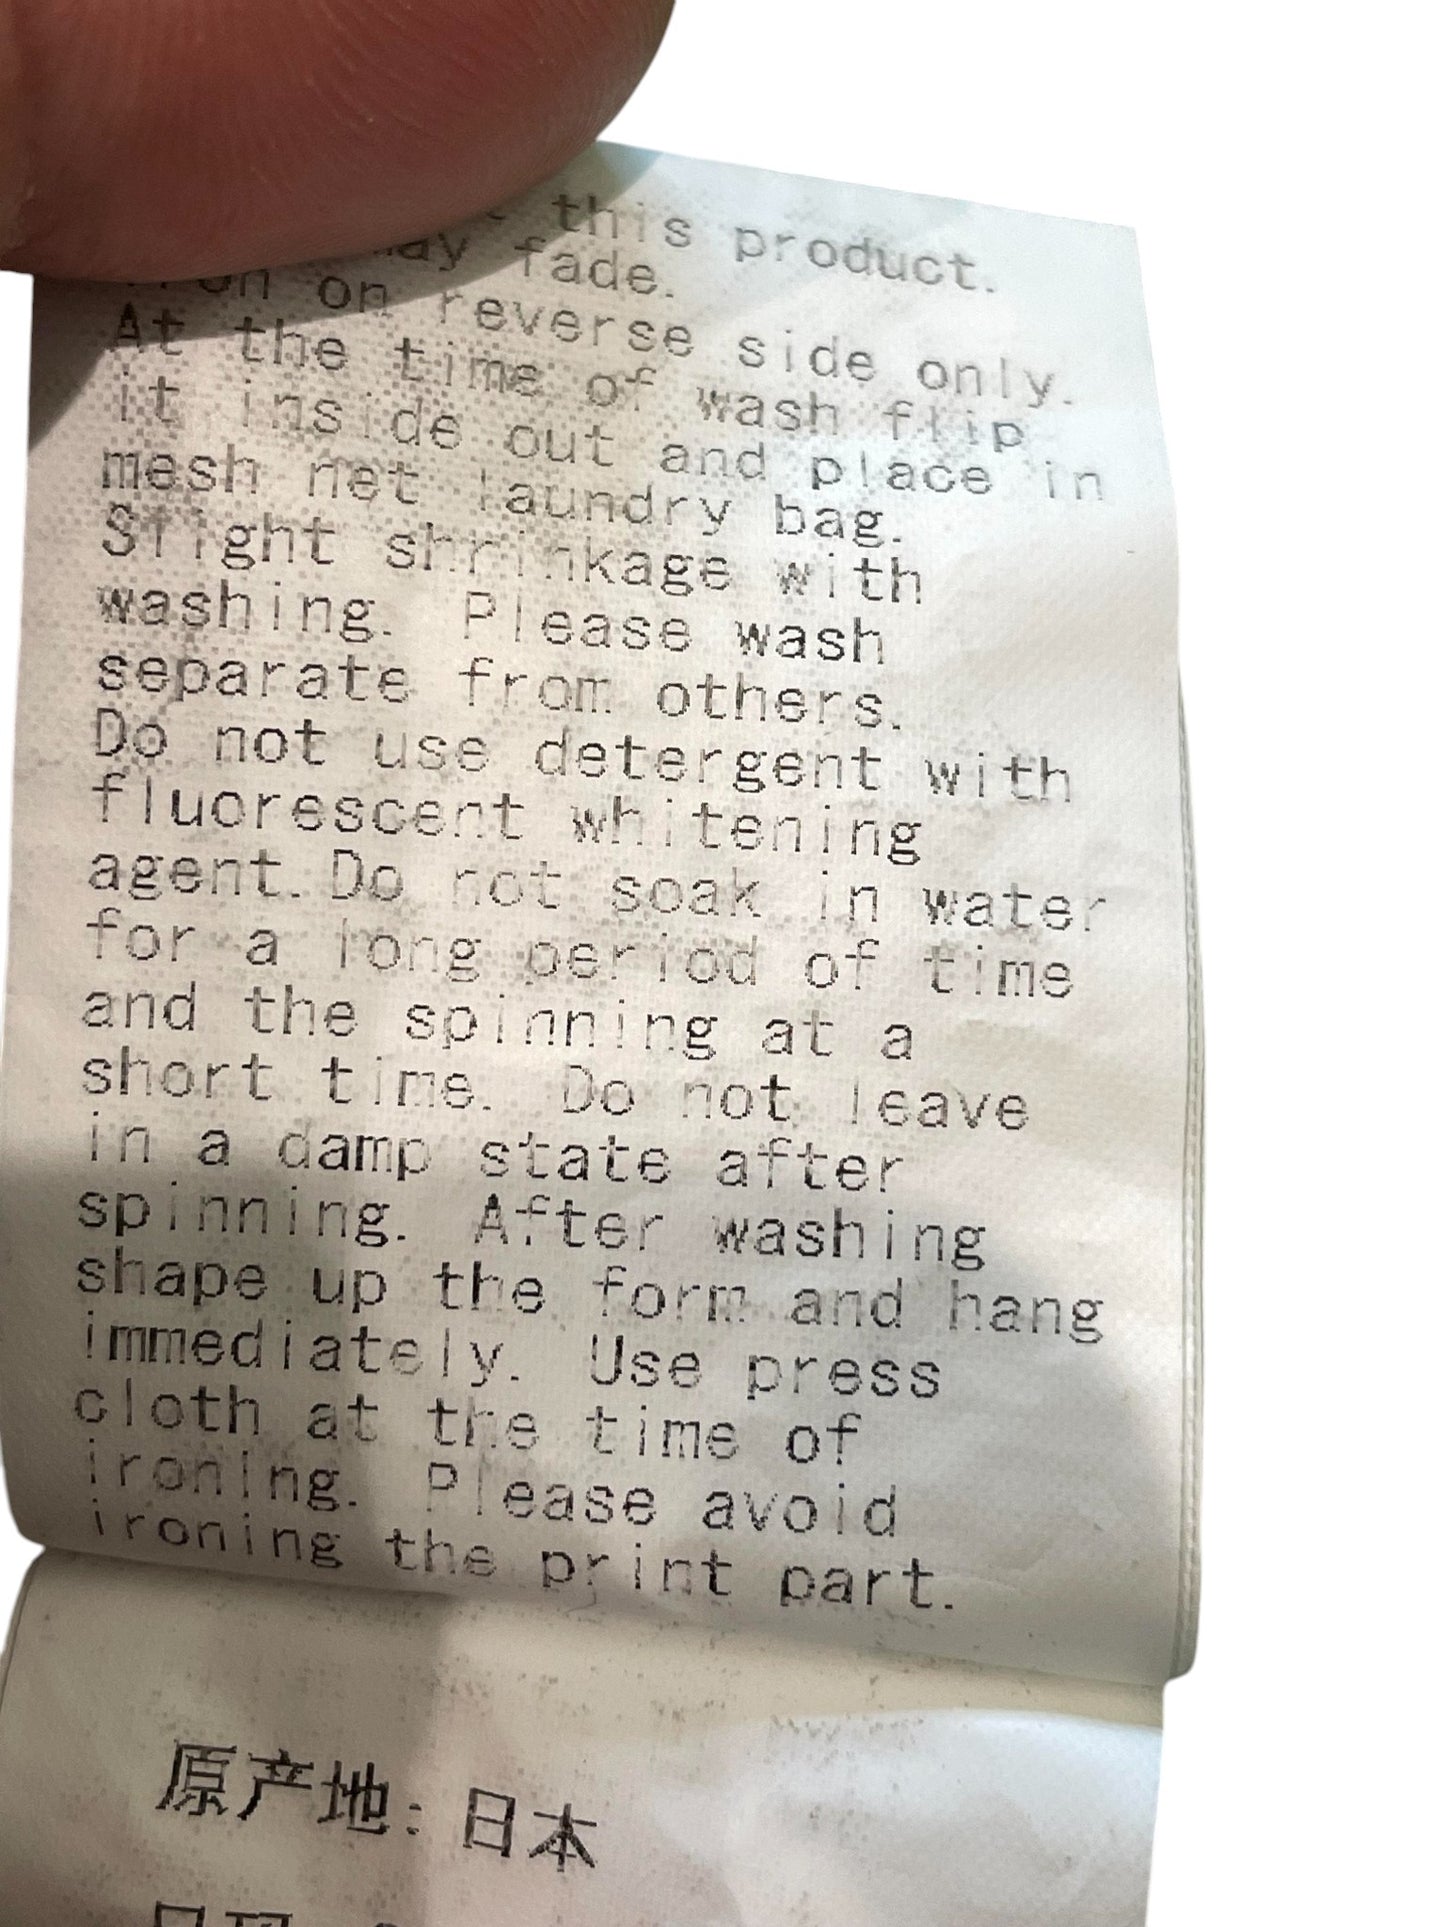 this product.
may fade.
on reverse side only.
At the time of wash flip
it inside out and place in
mesh net laundry bag.
Slight shrinkage with
washing. Please wash
separate from others.
Do not use detergent with
fluorescent whitening
agent. Do not soak in water
for a long period of time
and the spinning at a
short time. Do not leave
in a damp state after
spinning. After washing
shape up the form and hang
immediately. Use press
cloth at the time of
ironing. Please avoid
ironing the print part.
原产地: 日本